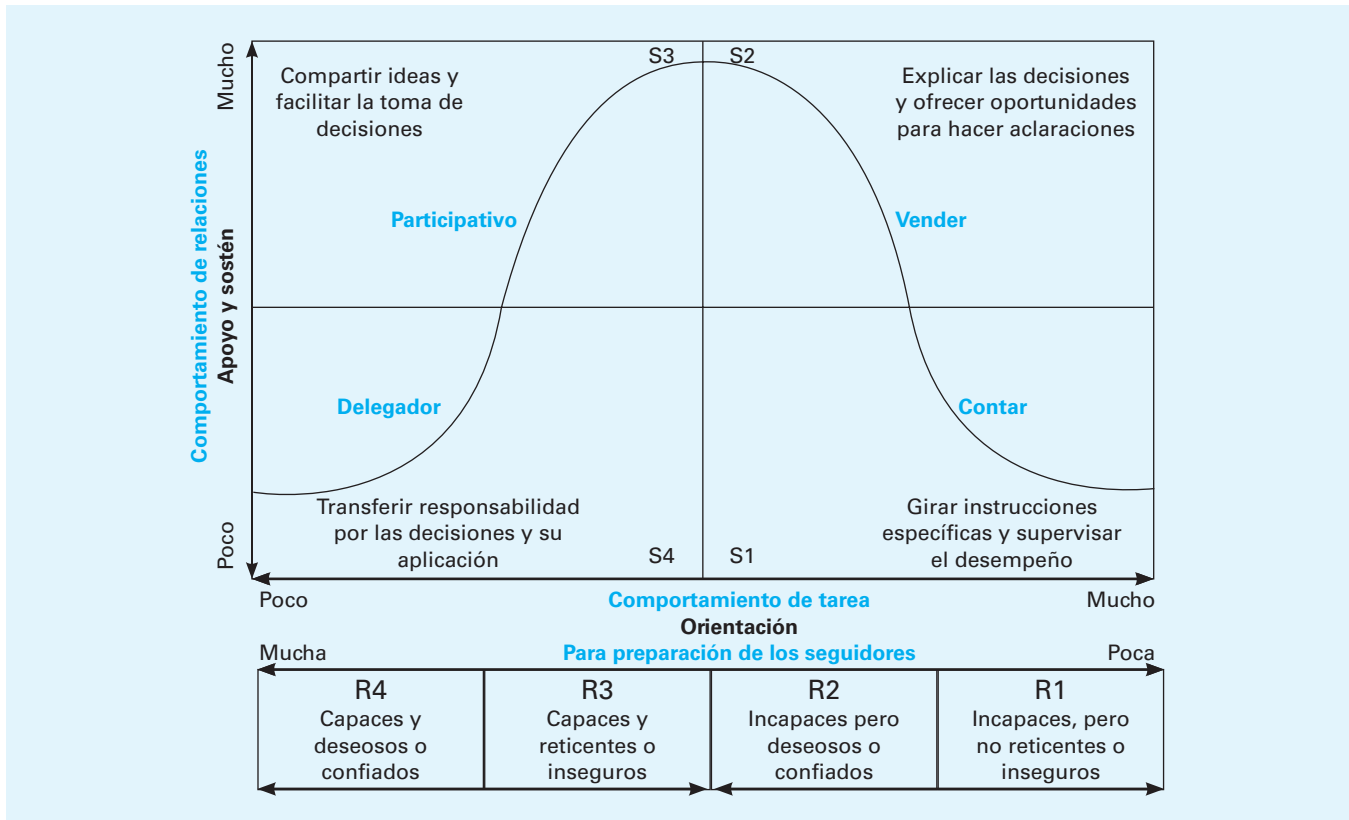 Mucho
Compartir ideas y
facilitar la toma de
decisiones
S3
S2
Explicar las decisiones
y ofrecer oportunidades
para hacer aclaraciones
Comportamiento de relaciones
Apoyo y sostén
Participativo
Vender
Delegador
Contar
Poco
Transferir responsabilidad
por las decisiones y su
aplicación
S4
S1
Girar instrucciones
específicas y supervisar
el desempeño
Poco
Comportamiento de tarea
Mucho
Orientación
Mucha
Para preparación de los seguidores
Poca
R4
Capaces y
deseosos o
confiados
R3
Capaces y
reticentes o
inseguros
R2
Incapaces pero
deseosos o
confiados
R1
Incapaces, pero
no reticentes o
inseguros